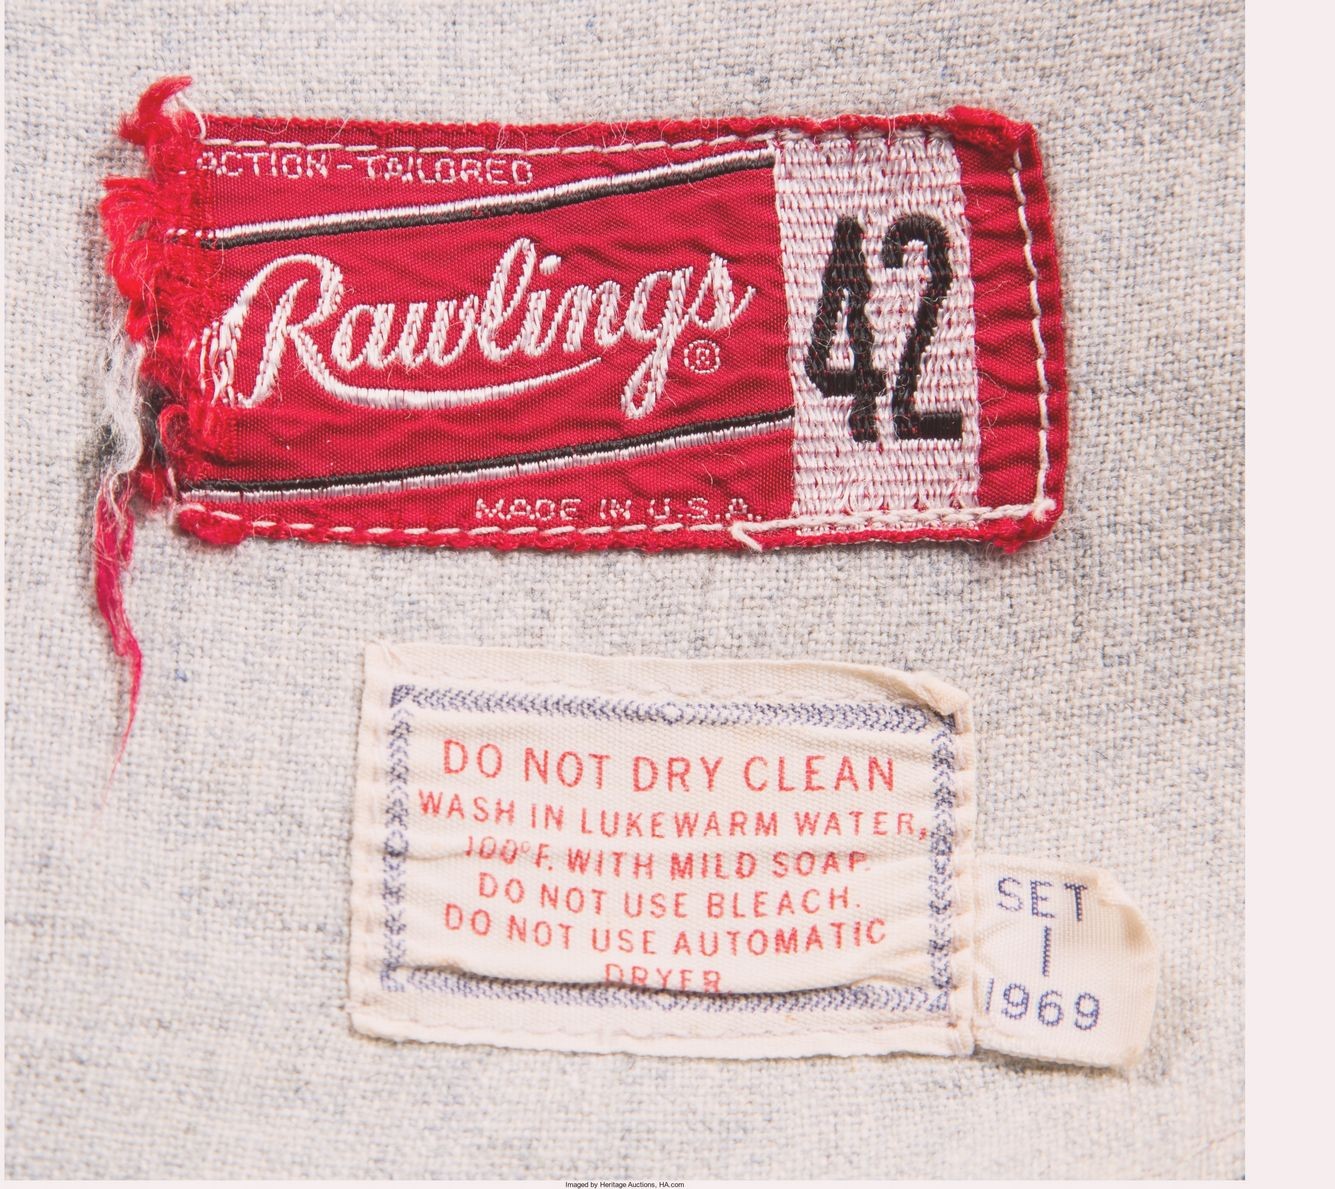 ACTION-TAILORED
Rawlings®
42
MADE IN U.S.A.
DO NOT DRY CLEAN
WASH IN LUKEWARM WATER,
100°F. WITH MILD SOAP.
DO NOT USE BLEACH.
DO NOT USE AUTOMATIC
DRYER
SET
1
1969
Imaged by Heritage Auctions, HA.com